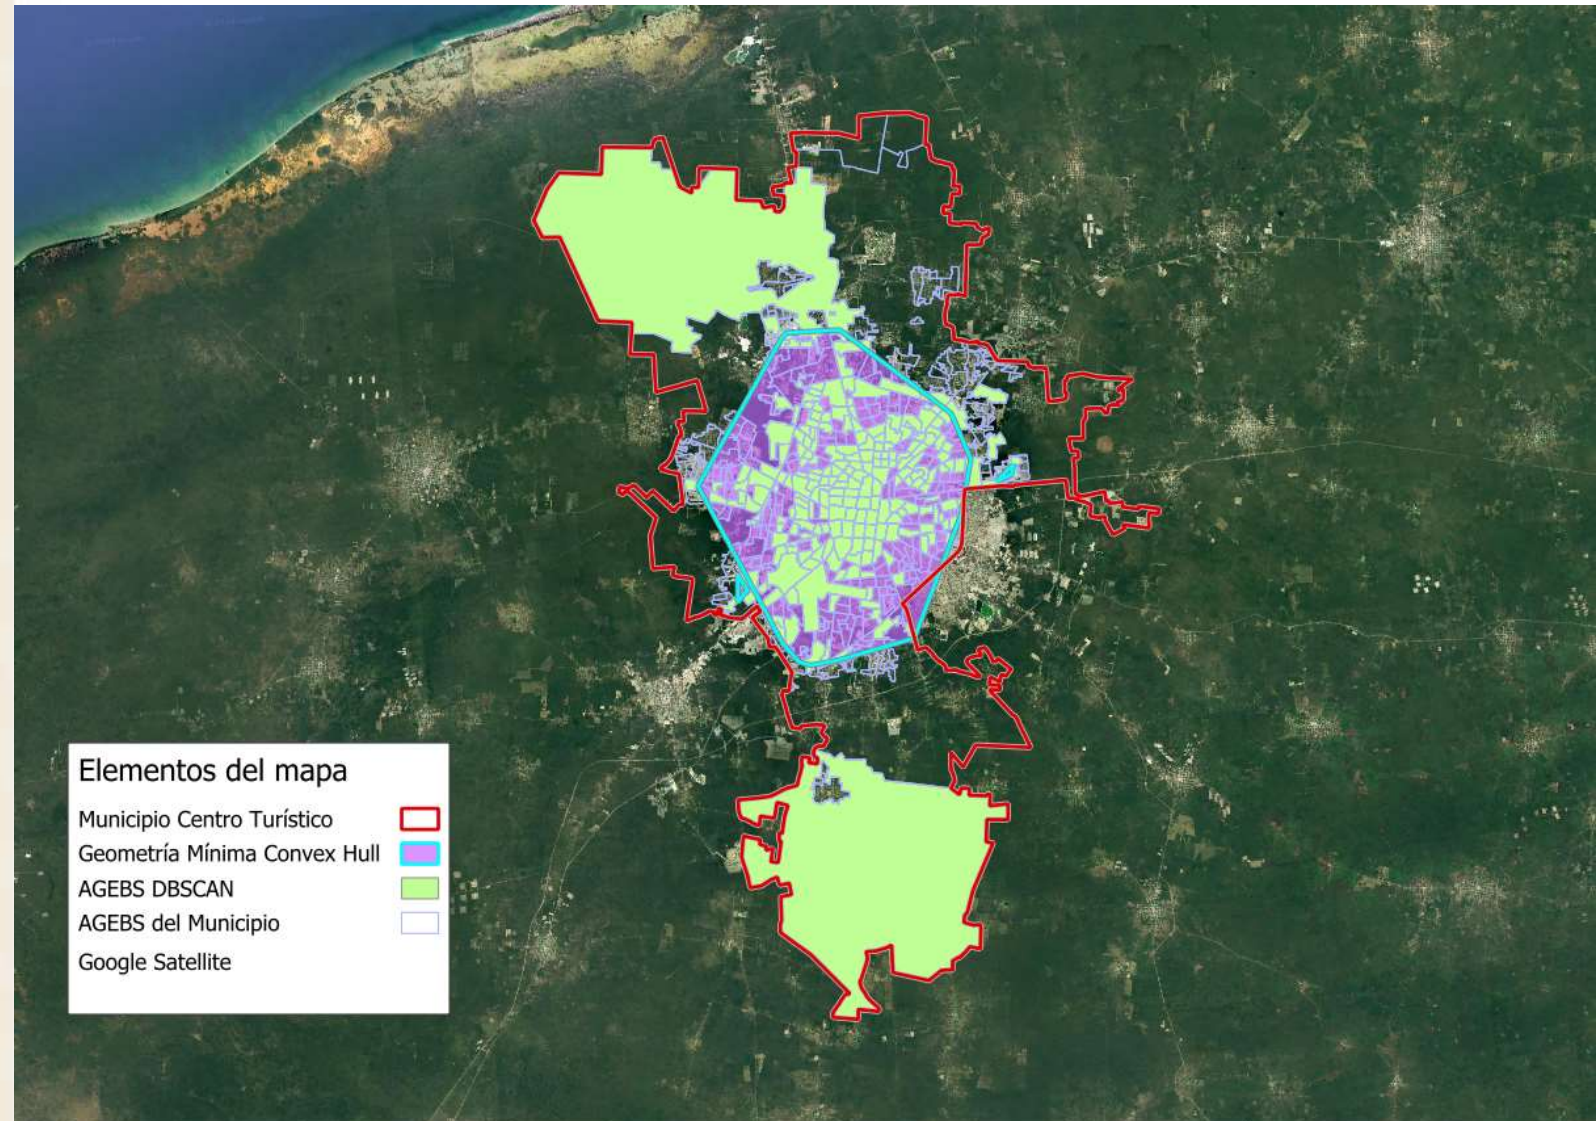 Elementos del mapa
Municipio Centro Turístico
Geometría Mínima Convex Hull
AGEBS DBSCAN
AGEBS del Municipio
Google Satellite